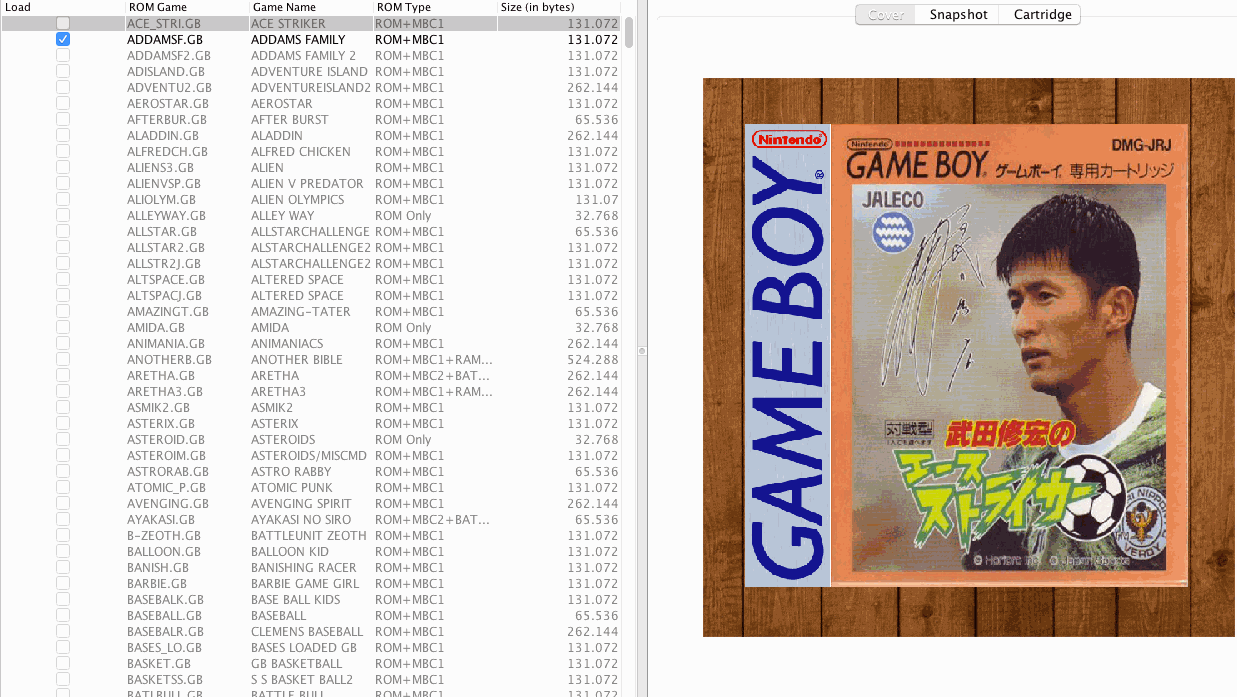 Load ROM Game Game Name ROM Type Size (in bytes)
ACE_STRI.GB ACE STRIKER ROM+MBC1 131.072
ADDAMSF.GB ADDAMS FAMILY ROM+MBC1 131.072
ADDAMSF2.GB ADDAMS FAMILY 2 ROM+MBC1 131.072
ADISLAND.GB ADVENTURE ISLAND ROM+MBC1 131.072
ADVENTU2.GB ADVENTUREISLAND2 ROM+MBC1 262.144
AEROSTAR.GB AEROSTAR ROM+MBC1 131.072
AFTERBUR.GB AFTER BURST ROM+MBC1 65.536
ALADDIN.GB ALADDIN ROM+MBC1 262.144
ALFREDCH.GB ALFRED CHICKEN ROM+MBC1 131.072
ALIENS3.GB ALIEN ROM+MBC1 131.072
ALIENVSP.GB ALIEN V PREDATOR ROM+MBC1 131.072
ALIOLYM.GB ALIEN OLYMPICS ROM+MBC1 131.07
ALLEYWAY.GB ALLEY WAY ROM Only 32.768
ALLSTAR.GB ALLSTARCHALLENGE ROM+MBC1 65.536
ALLSTAR2.GB ALSTARCHALLENGE2 ROM+MBC1 131.072
ALLSTR2J.GB ALSTARCHALLENGE2 ROM+MBC1 131.072
ALTSPACE.GB ALTERED SPACE ROM+MBC1 131.072
ALTSPACJ.GB ALTERED SPACE ROM+MBC1 131.072
AMAZINGT.GB AMAZING-TATER ROM+MBC1 65.536
AMIDA.GB AMIDA ROM Only 32.768
ANIMANIA.GB ANIMANIACS ROM+MBC1 262.144
ANOTHERB.GB ANOTHER BIBLE ROM+MBC1+RAM... 524.288
ARETHA.GB ARETHA ROM+MBC2+BAT... 262.144
ARETHA3.GB ARETHA3 ROM+MBC1+RAM... 262.144
ASMIK2.GB ASMIK2 ROM+MBC1 131.072
ASTERIX.GB ASTERIX ROM+MBC1 131.072
ASTEROID.GB ASTEROIDS ROM Only 32.768
ASTEROIM.GB ASTEROIDS/MISCMD ROM+MBC1 131.072
ASTRORAB.GB ASTRO RABBY ROM+MBC1 65.536
ATOMIC_P.GB ATOMIC PUNK ROM+MBC1 131.072
AVENGING.GB AVENGING SPIRIT ROM+MBC1 262.144
AYAKASI.GB AYAKASI NO SIRO ROM+MBC2+BAT... 65.536
B-ZEOTH.GB BATTLEUNIT ZEOTH ROM+MBC1 131.072
BALLOON.GB BALLOON KID ROM+MBC1 131.072
BANISH.GB BANISHING RACER ROM+MBC1 131.072
BARBIE.GB BARBIE GAME GIRL ROM+MBC1 131.072
BASEBALK.GB BASE BALL KIDS ROM+MBC1 131.072
BASEBALL.GB BASEBALL ROM+MBC1 65.536
BASEBALR.GB CLEMENS BASEBALL ROM+MBC1 262.144
BASES_LO.GB BASES LOADED GB ROM+MBC1 131.072
BASKET.GB GB BASKETBALL ROM+MBC1 131.072
BASKETSS.GB S S BASKET BALL2 ROM+MBC1 131.072
BATLBULL.GB BATTLE BULL ROM+MBC1 131.072
Cover Snapshot Cartridge
Nintendo
GAME BOY®
Nintendo
DMG-JRJ
GAME BOY® ゲームボーイ 専用カートリッジ
JALECO
対戦型
武田修宏の
エース
ストライカー
VERDY